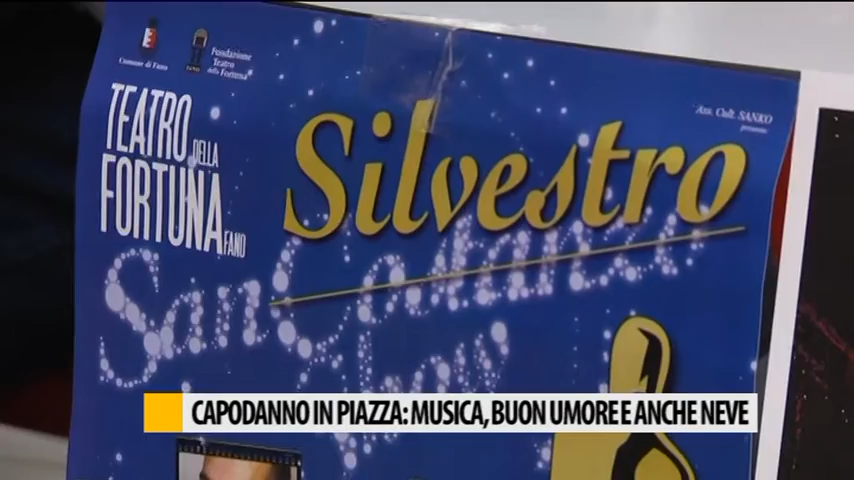 Comune di Fano
FANO
Fondazione
Teatro
della Fortuna
TEATRO
DELLA
FORTUNA
FANO
Ass. Cult. SANKO
presenta:
Silvestro
San Costanzo
Show
CAPODANNO IN PIAZZA: MUSICA, BUON UMORE E ANCHE NEVE